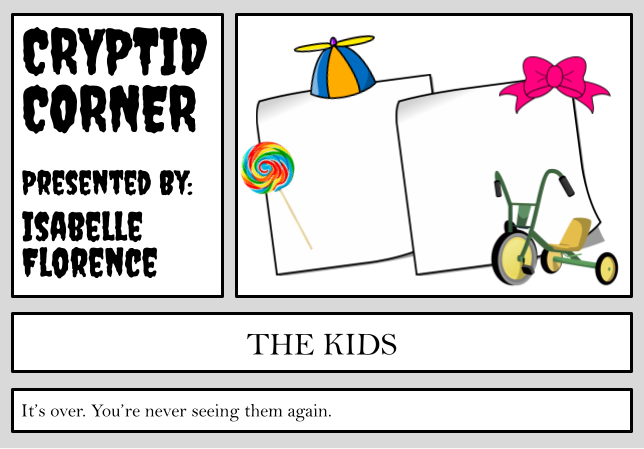 CRYPTID
CORNER
PRESENTED BY:
ISABELLE
FLORENCE
THE KIDS
It’s over. You’re never seeing them again.